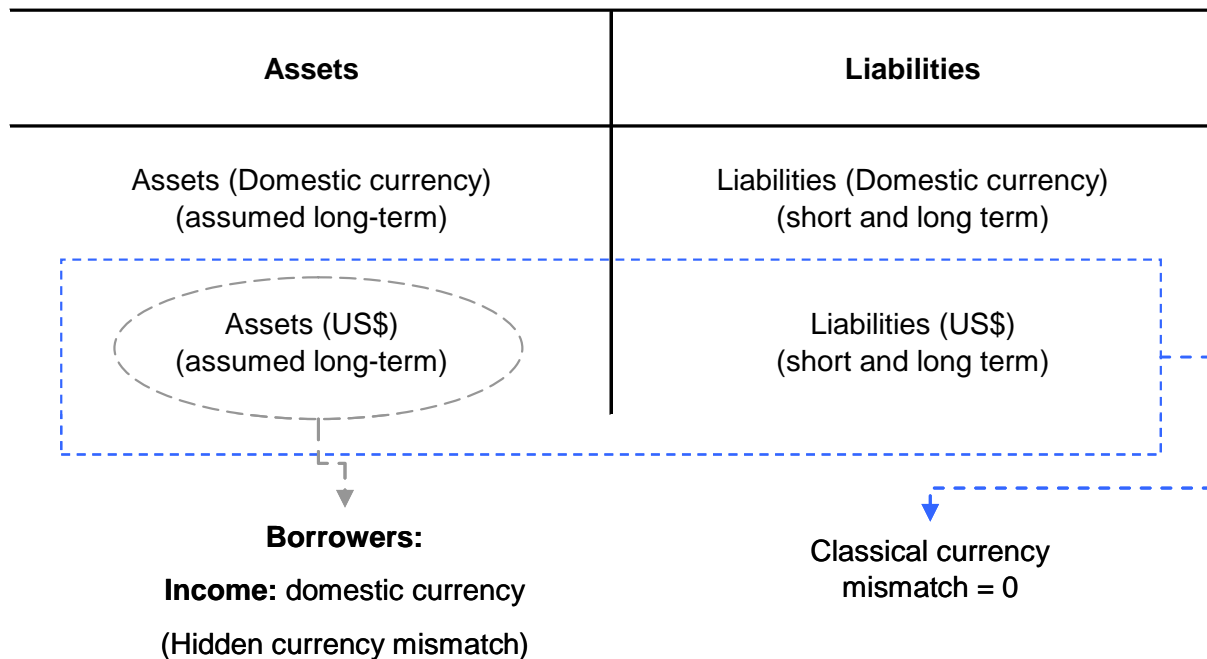 Assets
Liabilities
Assets (Domestic currency)
(assumed long-term)
Liabilities (Domestic currency)
(short and long term)
Assets (US$)
(assumed long-term)
Liabilities (US$)
(short and long term)
Borrowers:
Income: domestic currency
(Hidden currency mismatch)
Classical currency
mismatch = 0